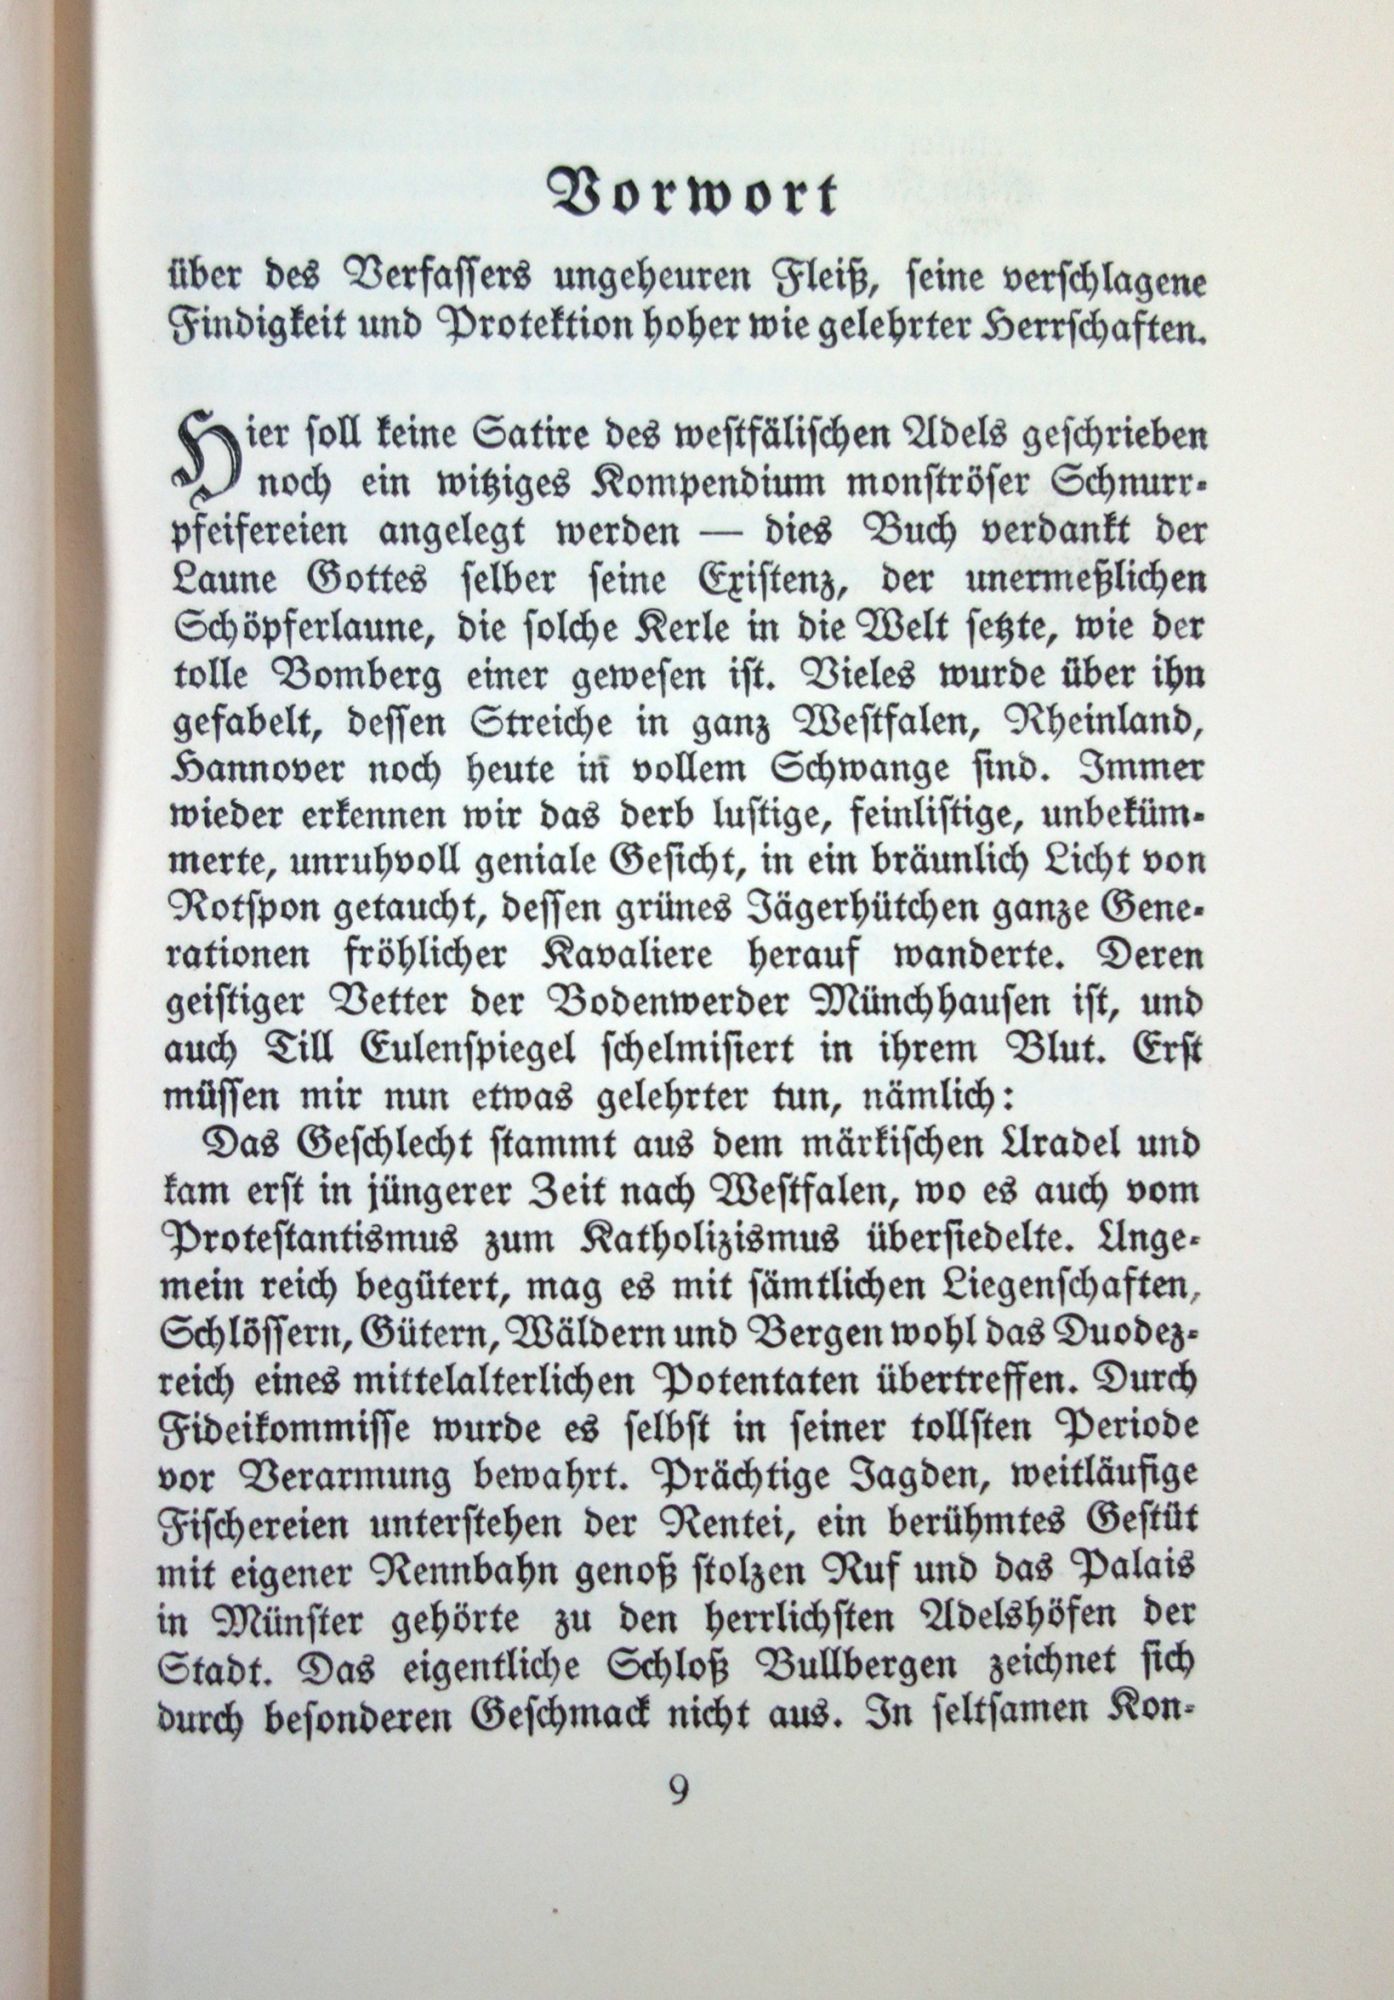 Vorwort
über des Verfassers ungeheuren Fleiß, seine verschlagene
Findigkeit und Protektion hoher wie gelehrter Herrschaften.
Hier soll keine Satire des westfälischen Adels geschrieben
noch ein witziges Kompendium monströser Schnurr-
pfeifereien angelegt werden — dies Buch verdankt der
Laune Gottes selber seine Existenz, der unermeßlichen
Schöpferlaune, die solche Kerle in die Welt setzte, wie der
tolle Bomberg einer gewesen ist. Vieles wurde über ihn
gefabelt, dessen Streiche in ganz Westfalen, Rheinland,
Hannover noch heute in vollem Schwange sind. Immer
wieder erkennen wir das derb lustige, feinlistige, unbeküm-
merte, unruhvoll geniale Gesicht, in ein bräunlich Licht von
Rotspon getaucht, dessen grünes Jägerhütchen ganze Gene-
rationen fröhlicher Kavaliere herauf wanderte. Deren
geistiger Vetter der Bodenwerder Münchhausen ist, und
auch Till Eulenspiegel schelmisiert in ihrem Blut. Erst
müssen mir nun etwas gelehrter tun, nämlich:
Das Geschlecht stammt aus dem märkischen Uradel und
kam erst in jüngerer Zeit nach Westfalen, wo es auch vom
Protestantismus zum Katholizismus übersiedelte. Unge-
mein reich begütert, mag es mit sämtlichen Liegenschaften,
Schlössern, Gütern, Wäldern und Bergen wohl das Duodez-
reich eines mittelalterlichen Potentaten übertreffen. Durch
Fideikommisse wurde es selbst in seiner tollsten Periode
vor Verarmung bewahrt. Prächtige Jagden, weitläufige
Fischereien unterstehen der Rentei, ein berühmtes Gestüt
mit eigener Rennbahn genoß stolzen Ruf und das Palais
in Münster gehörte zu den herrlichsten Adelshöfen der
Stadt. Das eigentliche Schloß Bullbergen zeichnet sich
durch besonderen Geschmack nicht aus. In seltsamen Kon-
9